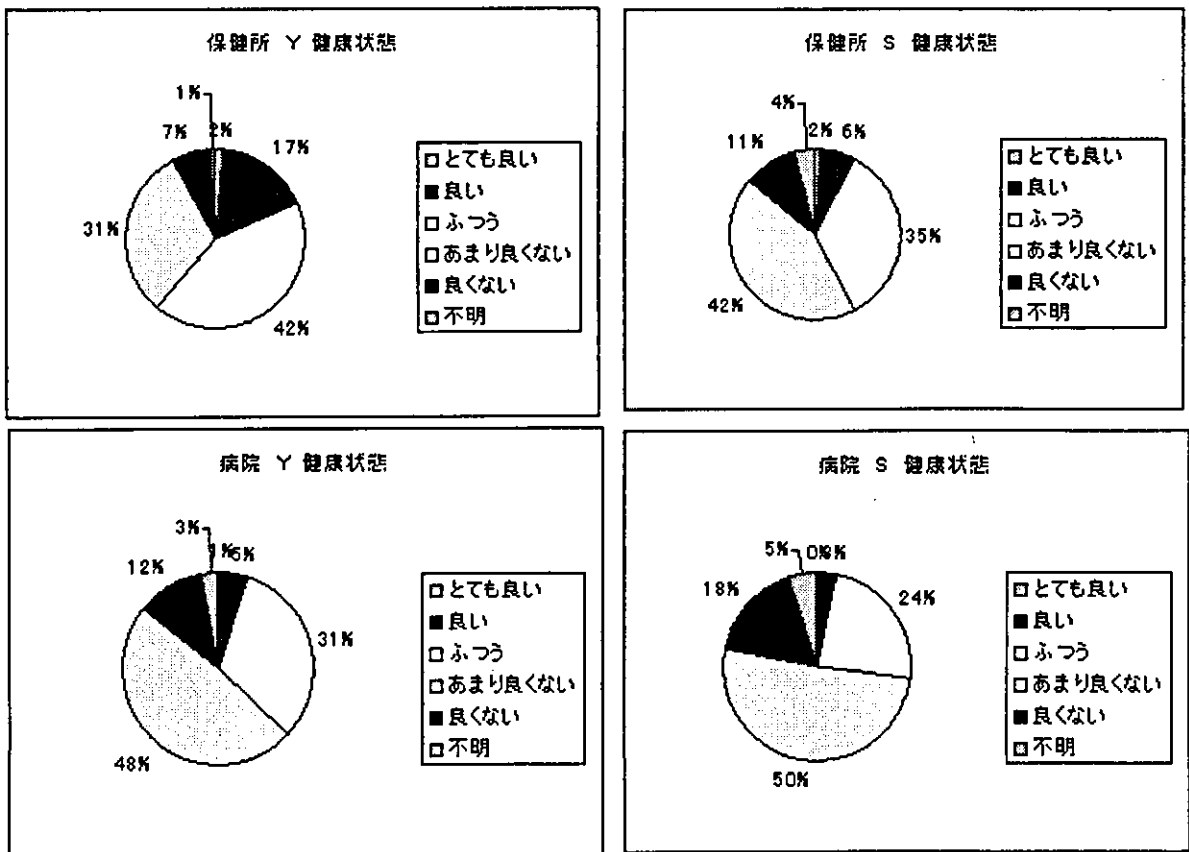 保健所 Y 健康状態
1%
7%
2%
17%
31%
42%
とても良い
良い
ふつう
あまり良くない
良くない
不明
保健所 S 健康状態
4%
11%
2%
6%
35%
42%
とても良い
良い
ふつう
あまり良くない
良くない
不明
病院 Y 健康状態
3%
12%
1%
31%
48%
とても良い
良い
ふつう
あまり良くない
良くない
不明
病院 S 健康状態
5%
18%
24%
50%
とても良い
良い
ふつう
あまり良くない
良くない
不明